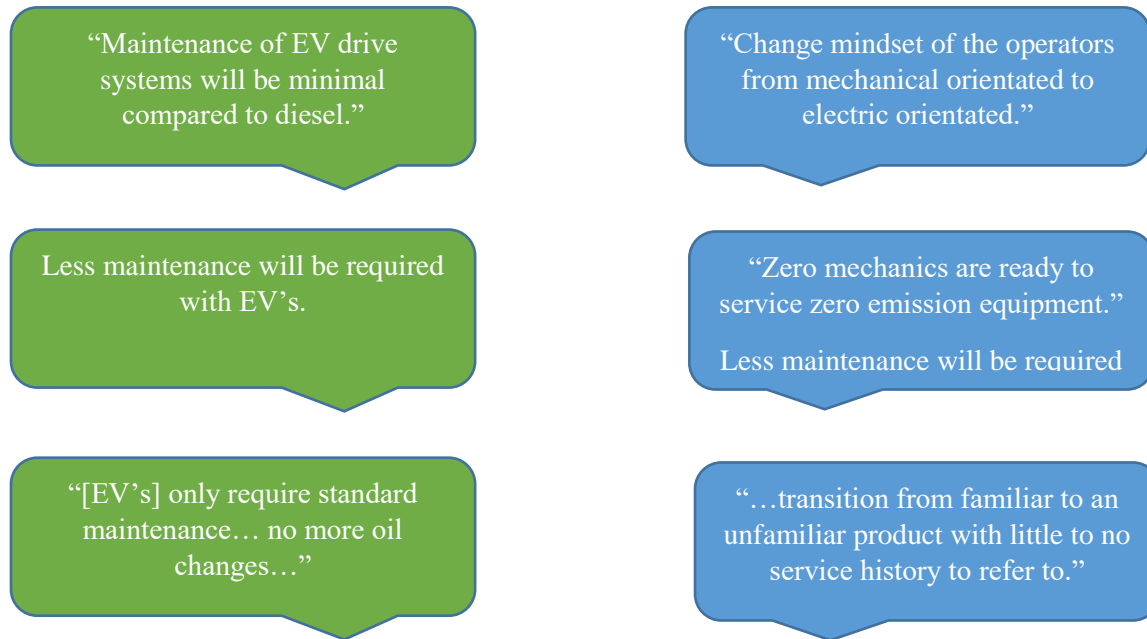 “Maintenance of EV drive
systems will be minimal
compared to diesel.”
“Change mindset of the operators
from mechanical orientated to
electric orientated.”
Less maintenance will be required
with EV’s.
“Zero mechanics are ready to
service zero emission equipment.”
Less maintenance will be required
“[EV’s] only require standard
maintenance… no more oil
changes…”
“…transition from familiar to an
unfamiliar product with little to no
service history to refer to.”